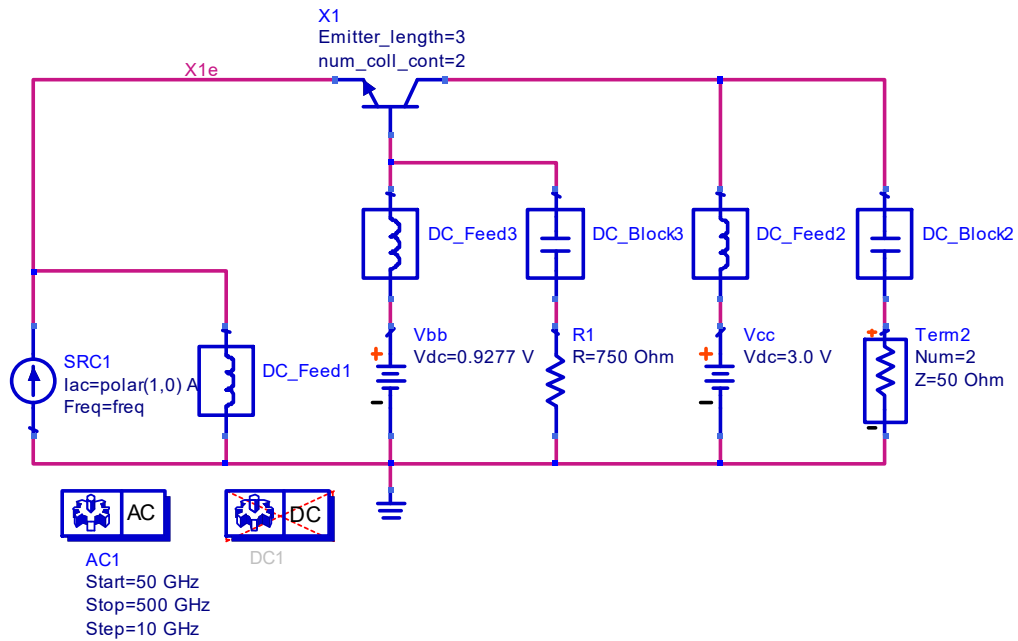 X1
Emitter_length=3
num_coll_cont=2
X1e
DC_Feed3
DC_Block3
DC_Feed2
DC_Block2
SRC1
Iac=polar(1,0) A
Freq=freq
DC_Feed1
Vbb
Vdc=0.9277 V
R1
R=750 Ohm
Vcc
Vdc=3.0 V
Term2
Num=2
Z=50 Ohm
AC
DC
AC1
Start=50 GHz
Stop=500 GHz
Step=10 GHz
DC1